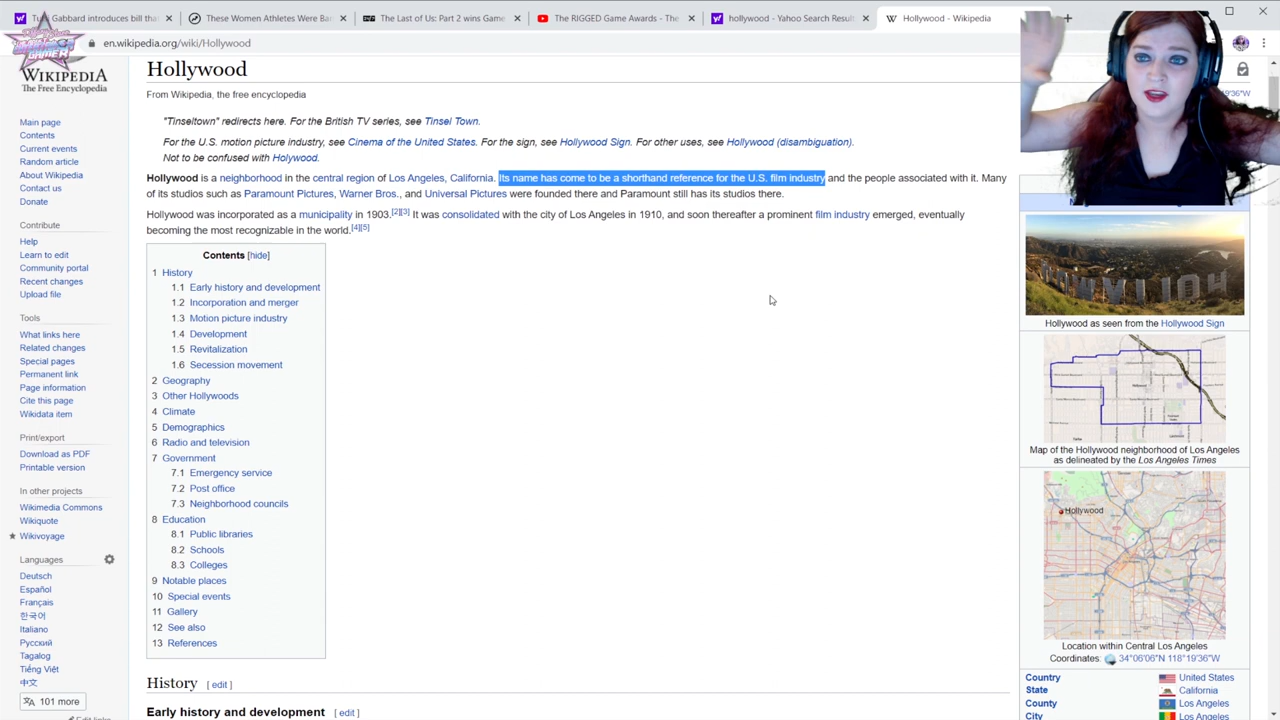 Tulsi Gabbard introduces bill that
These Women Athletes Were Bar
The Last of Us: Part 2 wins Game
The RIGGED Game Awards - The
hollywood - Yahoo Search Result
Hollywood - Wikipedia
en.wikipedia.org/wiki/Hollywood
WIKIPEDIA
The Free Encyclopedia
Main page
Contents
Current events
Random article
About Wikipedia
Contact us
Donate
Contribute
Help
Learn to edit
Community portal
Recent changes
Upload file
Tools
What links here
Related changes
Special pages
Permanent link
Page information
Cite this page
Wikidata item
Print/export
Download as PDF
Printable version
In other projects
Wikimedia Commons
Wikiquote
Wikivoyage
Languages
Deutsch
Español
Français
한국어
Italiano
Русский
Tagalog
Tiếng Việt
中文
101 more
Edit links
Hollywood
From Wikipedia, the free encyclopedia
"Tinseltown" redirects here. For the British TV series, see Tinsel Town.
For the U.S. motion picture industry, see Cinema of the United States. For the sign, see Hollywood Sign. For other uses, see Hollywood (disambiguation).
Not to be confused with Holywood.
Hollywood is a neighborhood in the central region of Los Angeles, California. Its name has come to be a shorthand reference for the U.S. film industry and the people associated with it. Many
of its studios such as Paramount Pictures, Warner Bros., and Universal Pictures were founded there and Paramount still has its studios there.
Hollywood was incorporated as a municipality in 1903.[2][3] It was consolidated with the city of Los Angeles in 1910, and soon thereafter a prominent film industry emerged, eventually
becoming the most recognizable in the world.[4][5]
Contents [hide]
1 History
1.1 Early history and development
1.2 Incorporation and merger
1.3 Motion picture industry
1.4 Development
1.5 Revitalization
1.6 Secession movement
2 Geography
3 Other Hollywoods
4 Climate
5 Demographics
6 Radio and television
7 Government
7.1 Emergency service
7.2 Post office
7.3 Neighborhood councils
8 Education
8.1 Public libraries
8.2 Schools
8.3 Colleges
9 Notable places
10 Special events
11 Gallery
12 See also
13 References
History [ edit ]
Early history and development [ edit ]
19'36"W
Hollywood as seen from the Hollywood Sign
Map of the Hollywood neighborhood of Los Angeles
as delineated by the Los Angeles Times
Hollywood
Location within Central Los Angeles
Coordinates: 34°06'06"N 118°19'36"W
Country United States
State California
County Los Angeles
City Los Angeles